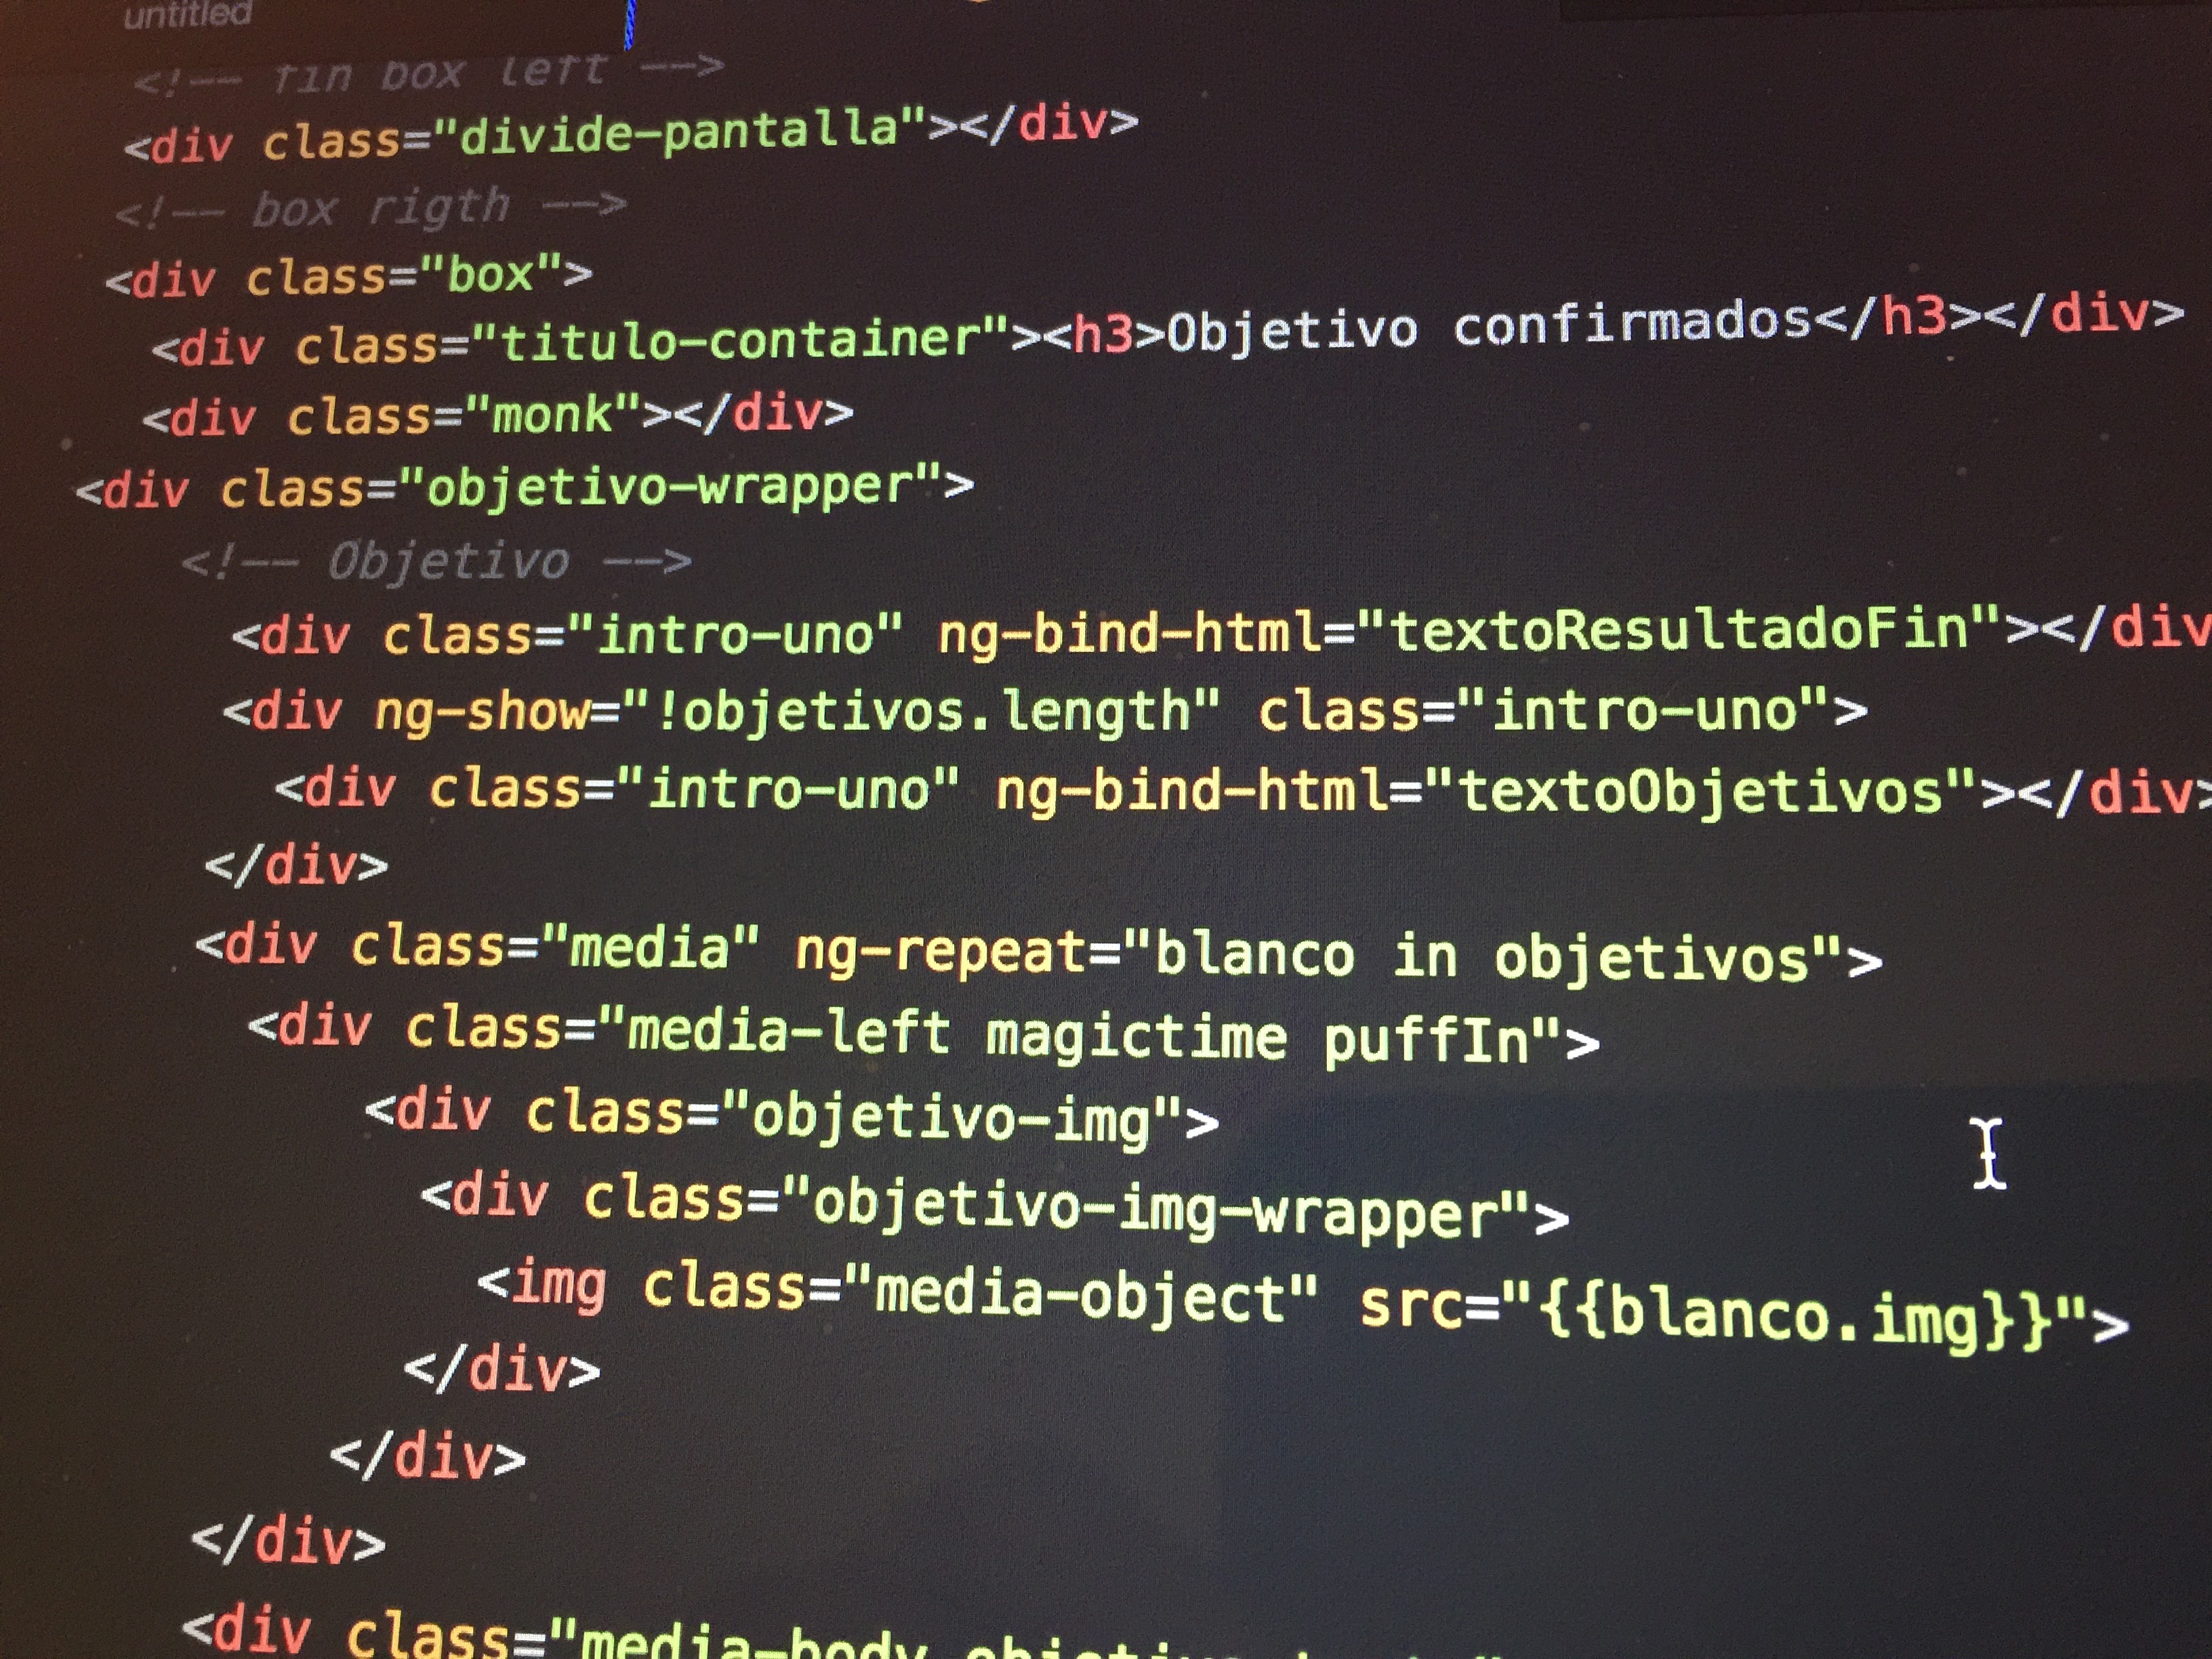 untitled
<!-- fin box left -->
<div class="divide-pantalla"></div>
<!-- box rigth -->
<div class="box">
<div class="titulo-container"><h3>Objetivo confirmados</h3></div>
<div class="monk"></div>
<div class="objetivo-wrapper">
<!-- Objetivo -->
<div class="intro-uno" ng-bind-html="textoResultadoFin"></div
<div ng-show="!objetivos.length" class="intro-uno">
<div class="intro-uno" ng-bind-html="textoObjetivos"></div>
</div>
<div class="media" ng-repeat="blanco in objetivos">
<div class="media-left magictime puffIn">
<div class="objetivo-img">
<div class="objetivo-img-wrapper">
<img class="media-object" src="{{blanco.img}}">
</div>
</div>
</div>
<div class="media-body